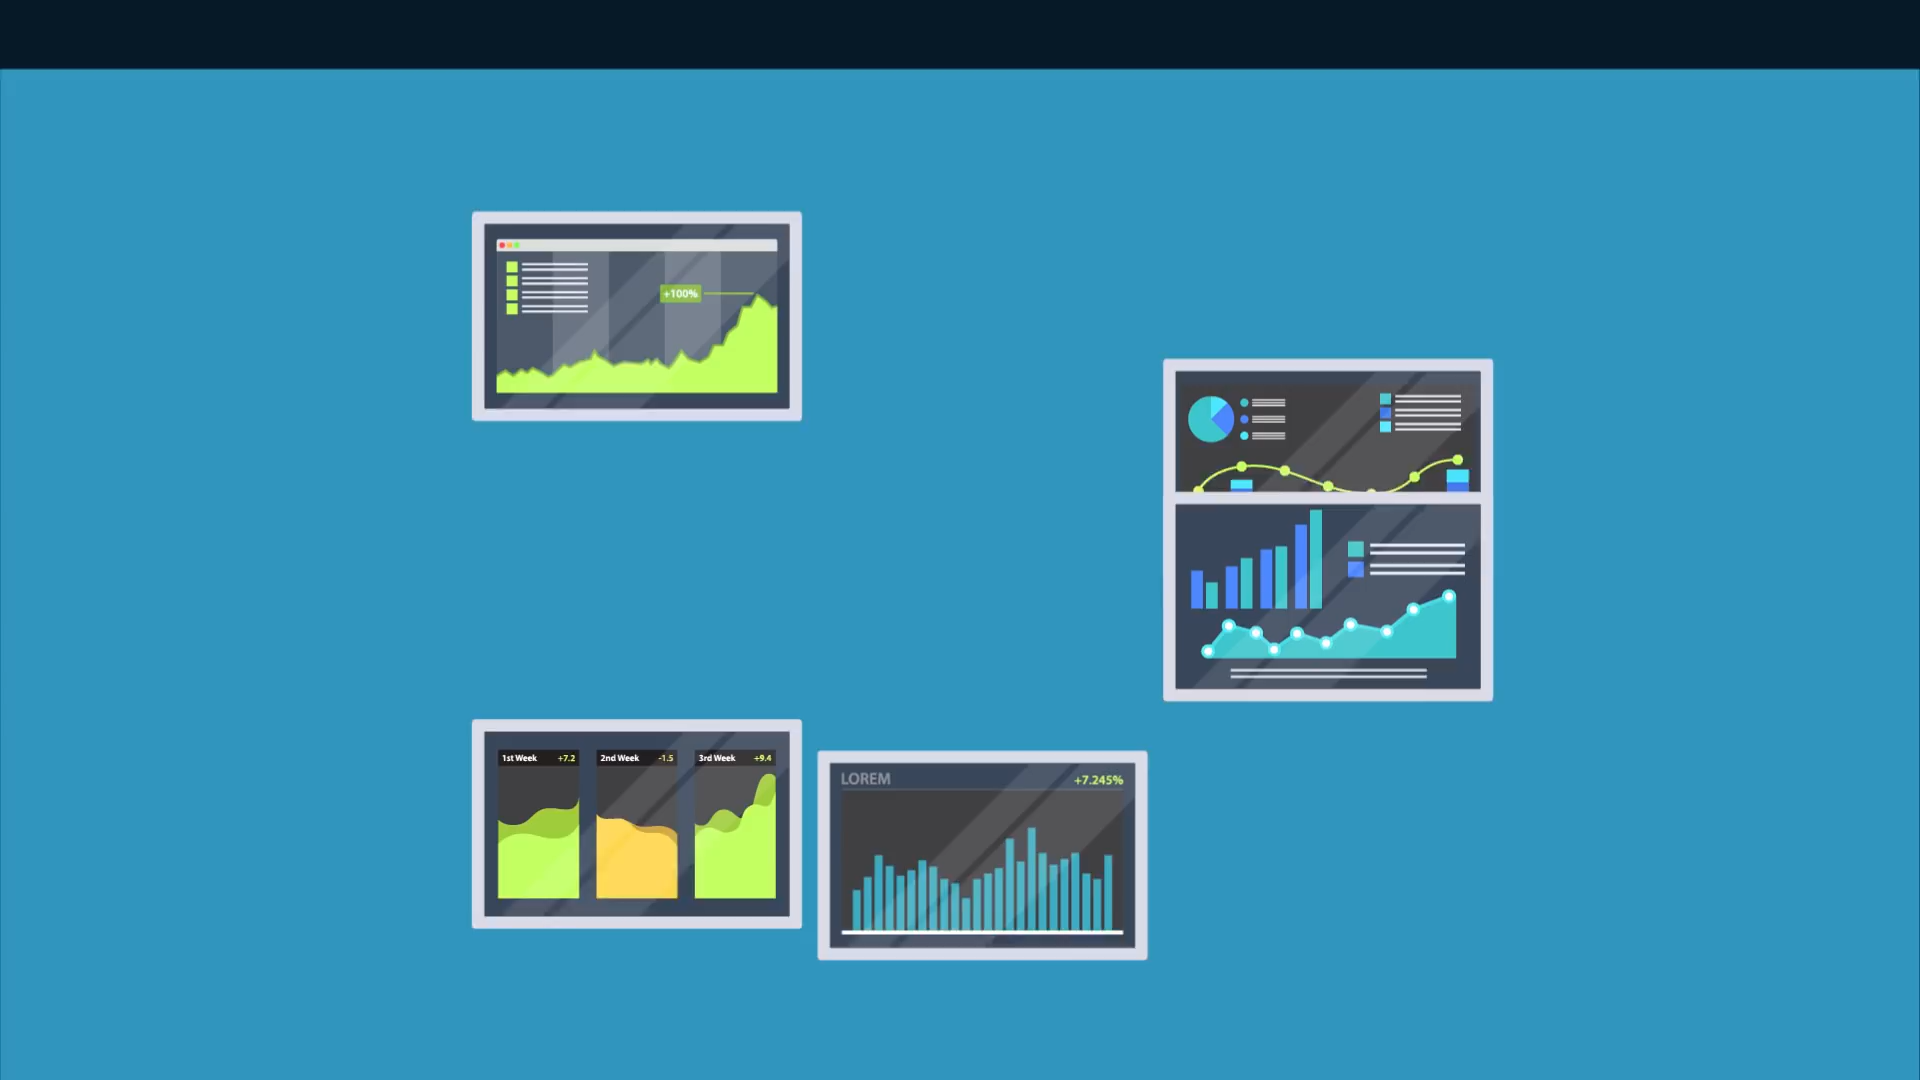 +100%
1st Week +7.2
2nd Week -1.5
3rd Week +9.4
LOREM +7.245%